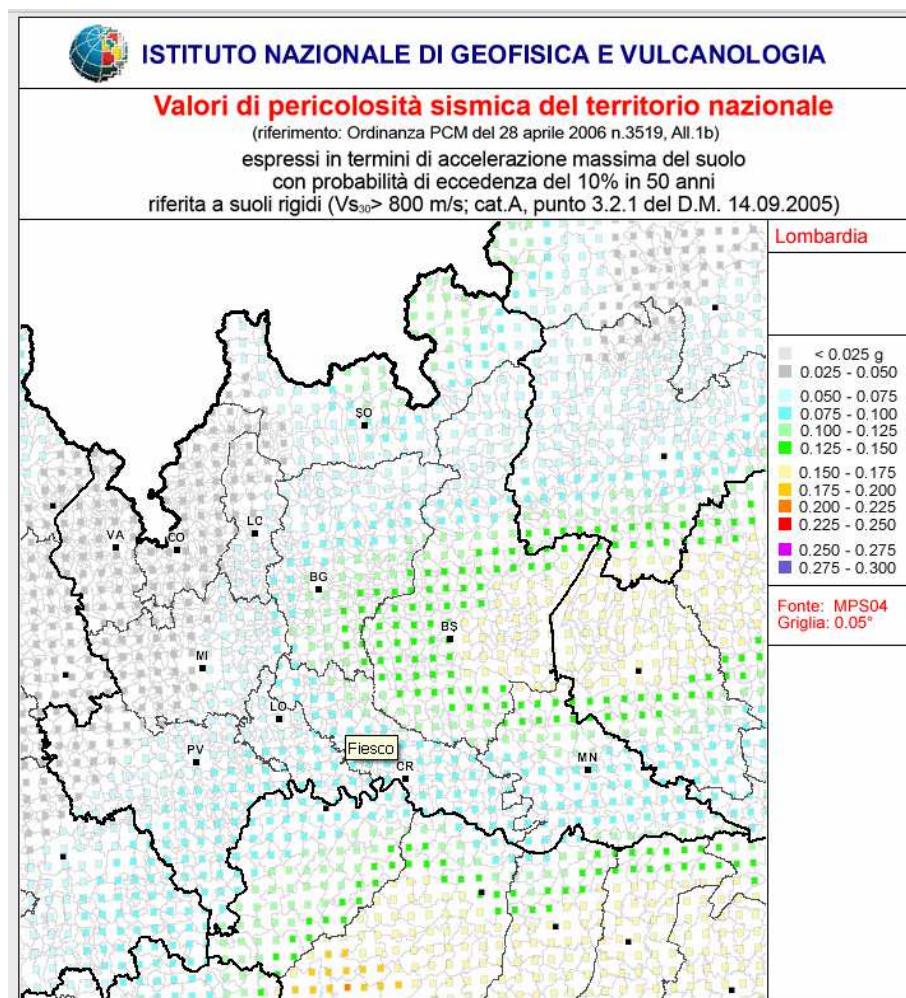 ISTITUTO NAZIONALE DI GEOFISICA E VULCANOLOGIA
Valori di pericolosità sismica del territorio nazionale
(riferimento: Ordinanza PCM del 28 aprile 2006 n.3519, All.1b)
espressi in termini di accelerazione massima del suolo
con probabilità di eccedenza del 10% in 50 anni
riferita a suoli rigidi (Vs30> 800 m/s; cat.A, punto 3.2.1 del D.M. 14.09.2005)
Lombardia
< 0.025 g
0.025 - 0.050
0.050 - 0.075
0.075 - 0.100
0.100 - 0.125
0.125 - 0.150
0.150 - 0.175
0.175 - 0.200
0.200 - 0.225
0.225 - 0.250
0.250 - 0.275
0.275 - 0.300
Fonte: MPS04
Griglia: 0.05°
SO
VA
CO
LC
BG
BS
MI
LO
PV
Fiesco
CR
MN